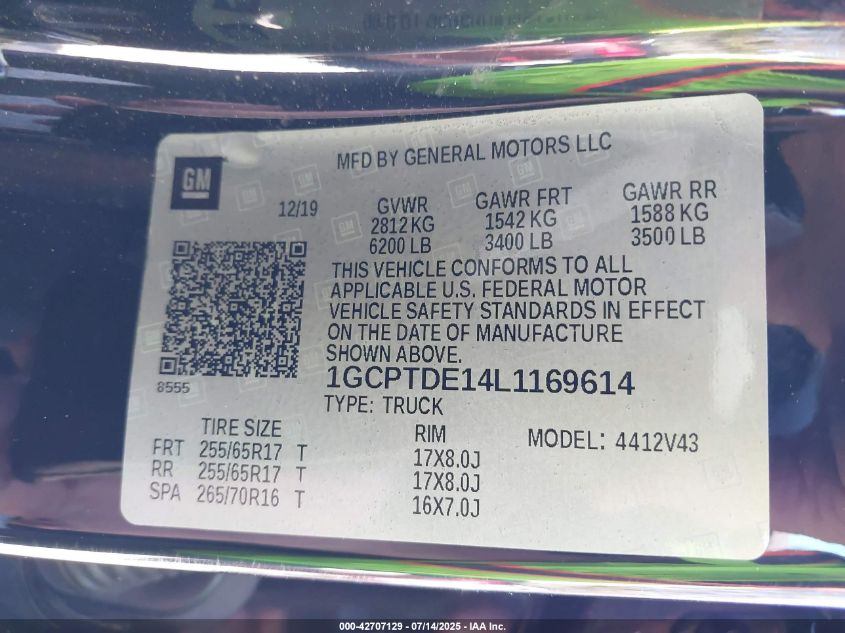 GM
MFD BY GENERAL MOTORS LLC
12/19
GVWR GAWR FRT GAWR RR
2812 KG 1542 KG 1588 KG
6200 LB 3400 LB 3500 LB
THIS VEHICLE CONFORMS TO ALL
APPLICABLE U.S. FEDERAL MOTOR
VEHICLE SAFETY STANDARDS IN EFFECT
ON THE DATE OF MANUFACTURE
SHOWN ABOVE.
8555
1GCPTDE14L1169614
TYPE: TRUCK
TIRE SIZE RIM MODEL: 4412V43
FRT 255/65R17 T 17X8.0J
RR 255/65R17 T 17X8.0J
SPA 265/70R16 T 16X7.0J
000-42707129 - 07/14/2025 - IAA Inc.